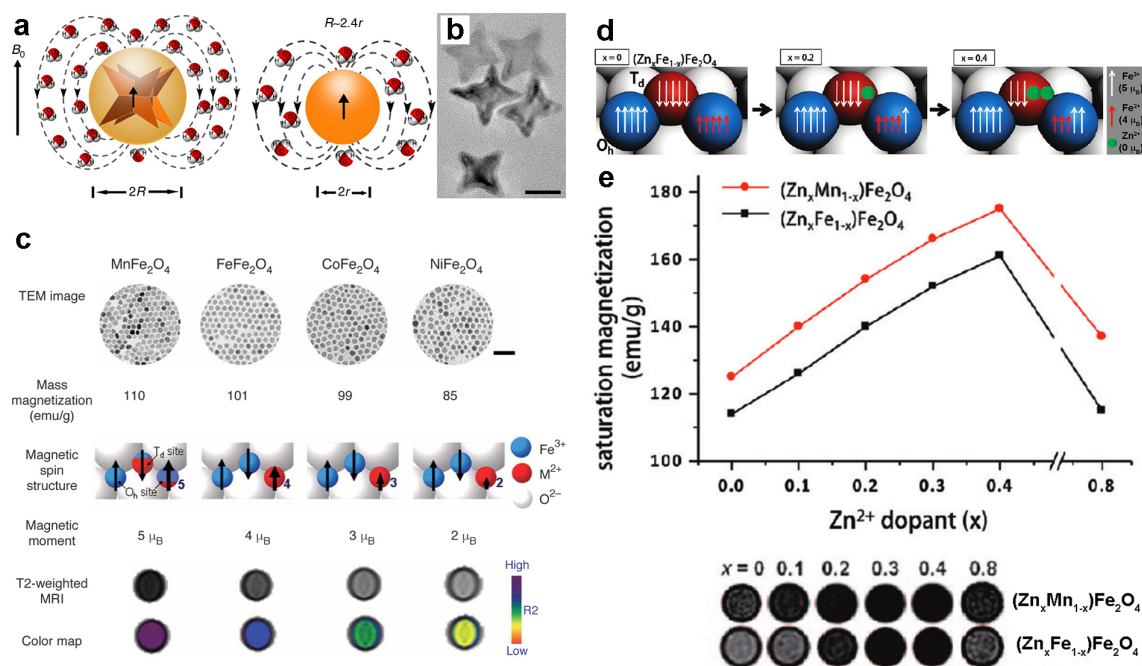 a
B₀
R~2.4r
2R
2r
b
c
MnFe₂O₄ FeFe₂O₄ CoFe₂O₄ NiFe₂O₄
TEM image
Mass
magnetization
(emu/g)
110 101 99 85
Magnetic
spin
structure
Td site
Oh site
5 4 3 2
Fe³⁺
M²⁺
O²⁻
Magnetic
moment
5 μB 4 μB 3 μB 2 μB
T2-weighted
MRI
Color map
High
R2
Low
d
x = 0 (ZnxFe1-x)Fe₂O₄ x = 0.2 x = 0.4
Td
Oh
Fe³⁺
(5 μB)
Fe²⁺
(4 μB)
Zn²⁺
(0 μB)
e
saturation magnetization
(emu/g)
180
160
140
120
100
(ZnxMn1-x)Fe₂O₄
(ZnxFe1-x)Fe₂O₄
0.0 0.1 0.2 0.3 0.4 0.8
Zn²⁺ dopant (x)
x = 0 0.1 0.2 0.3 0.4 0.8
(ZnxMn1-x)Fe₂O₄
(ZnxFe1-x)Fe₂O₄